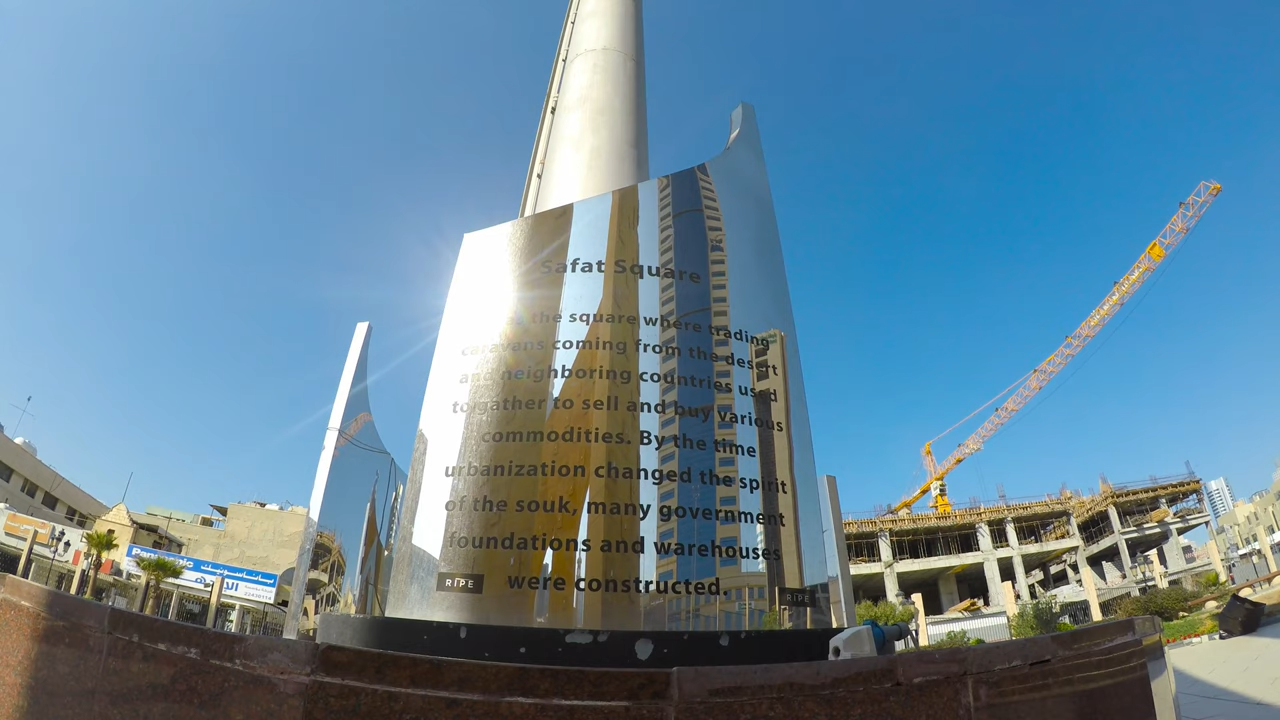 Safat Square
the square where trading
caravans coming from the desert
and neighboring countries used
to gather to sell and buy various
commodities. By the time
urbanization changed the spirit
of the souk, many government
foundations and warehouses
were constructed.
RIPE
RIPE
Panasonic
باناسونيك
22436114